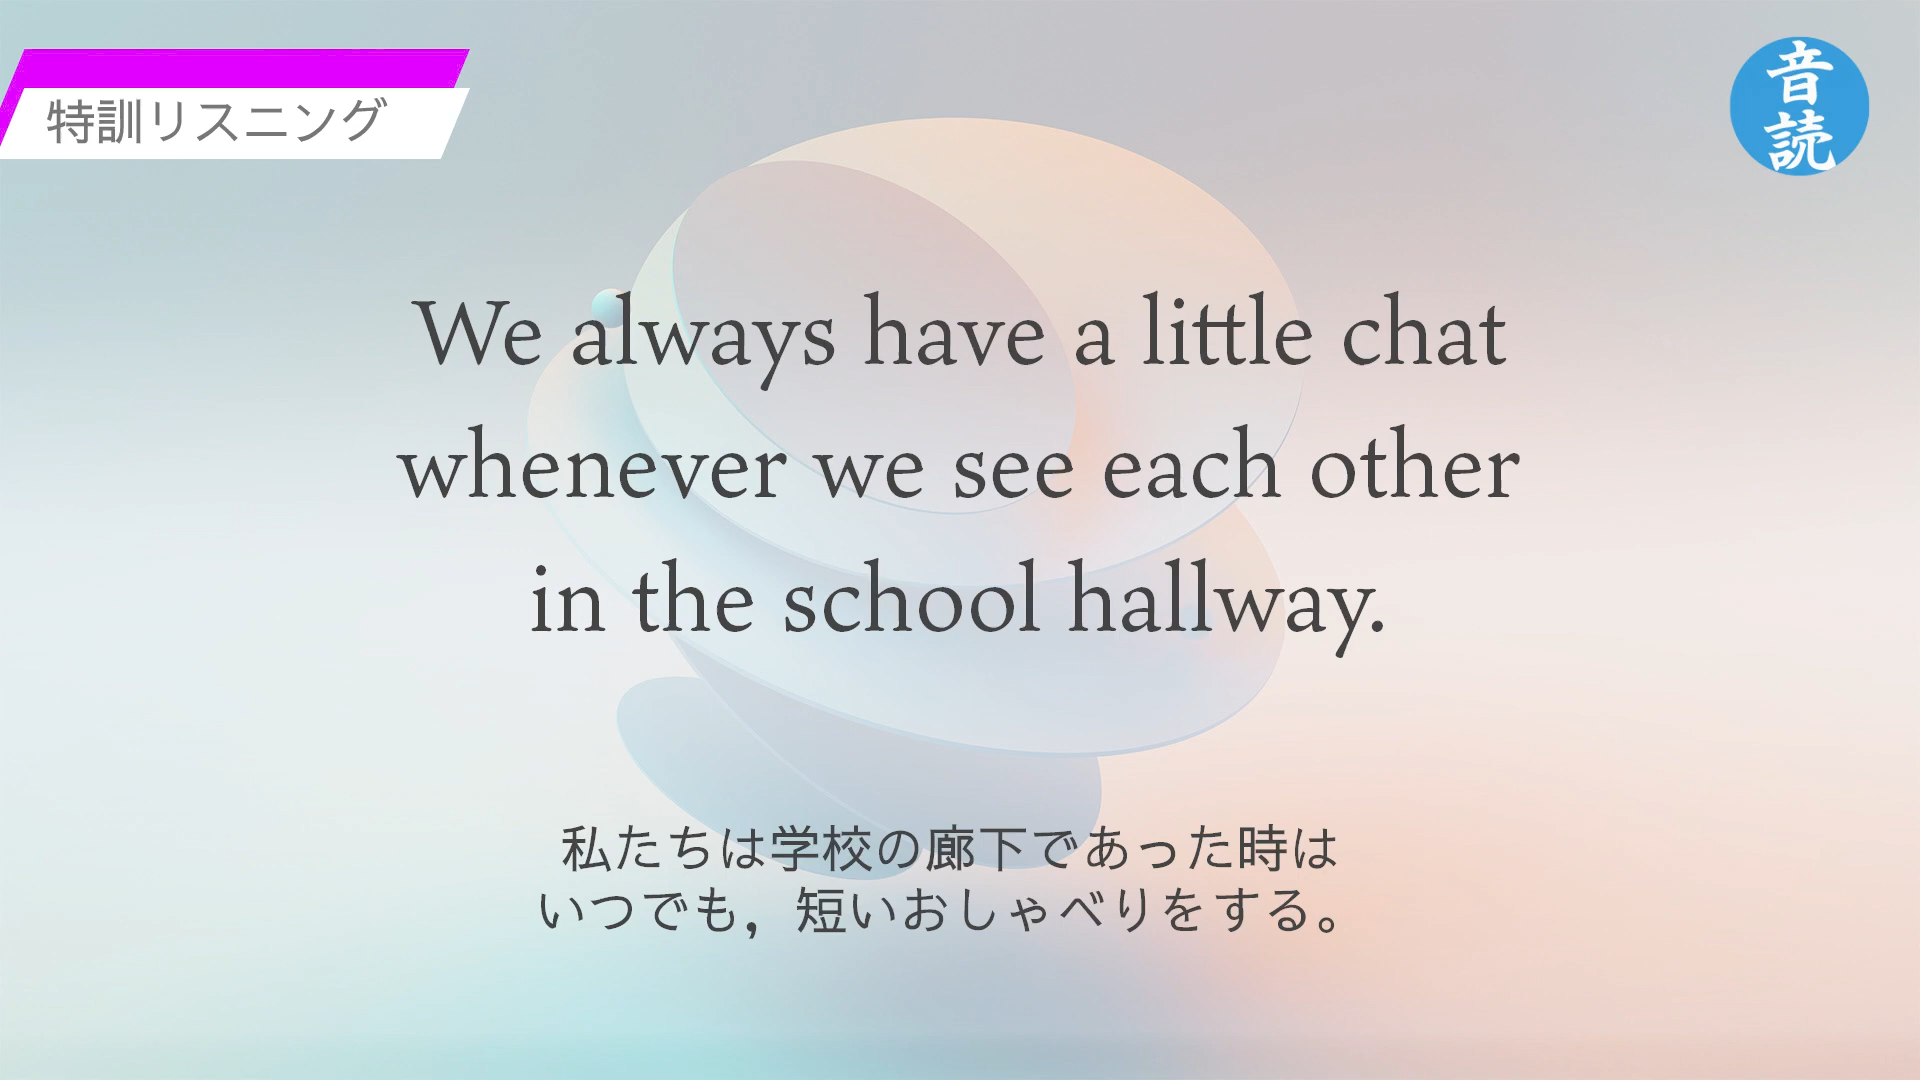 特訓リスニング
音
読
We always have a little chat
whenever we see each other
in the school hallway.
私たちは学校の廊下であった時は
いつでも，短いおしゃべりをする。